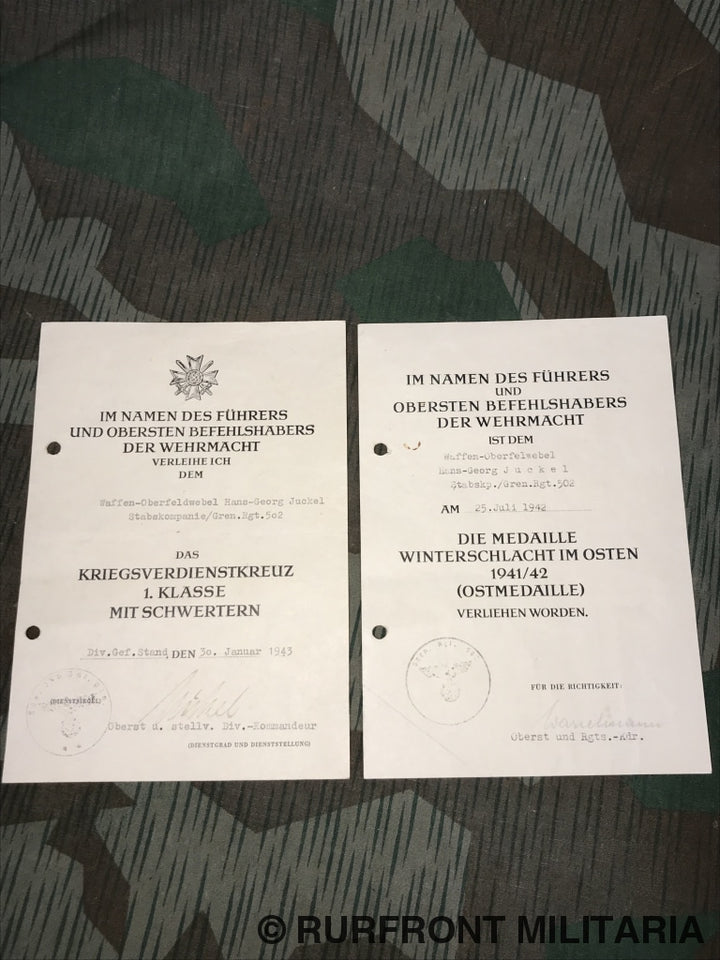 IM NAMEN DES FÜHRERS
UND OBERSTEN BEFEHLSHABERS
DER WEHRMACHT
VERLEIHE ICH
DEM
Waffen-Oberfeldwebel Hans-Georg Juckel
Stabskompanie/Gren.Rgt.5o2
DAS
KRIEGSVERDIENSTKREUZ
1. KLASSE
MIT SCHWERTERN
Div.Gef.Stand, DEN 3o. Januar 1943
(DIENSTSIEGEL)
Oberst u. stellv. Div.-Kommandeur
(DIENSTGRAD UND DIENSTSTELLUNG)
IM NAMEN DES FÜHRERS
UND
OBERSTEN BEFEHLSHABERS
DER WEHRMACHT
IST DEM
Waffen-Oberfelwebel
Hans-Georg J u c k e l
Stabskp./Gren.Rgt.502
AM 25.Juli 1942
DIE MEDAILLE
WINTERSCHLACHT IM OSTEN
1941/42
(OSTMEDAILLE)
VERLIEHEN WORDEN.
FÜR DIE RICHTIGKEIT:
Oberst und Rgts.-Kdr.
© RURFRONT MILITARIA